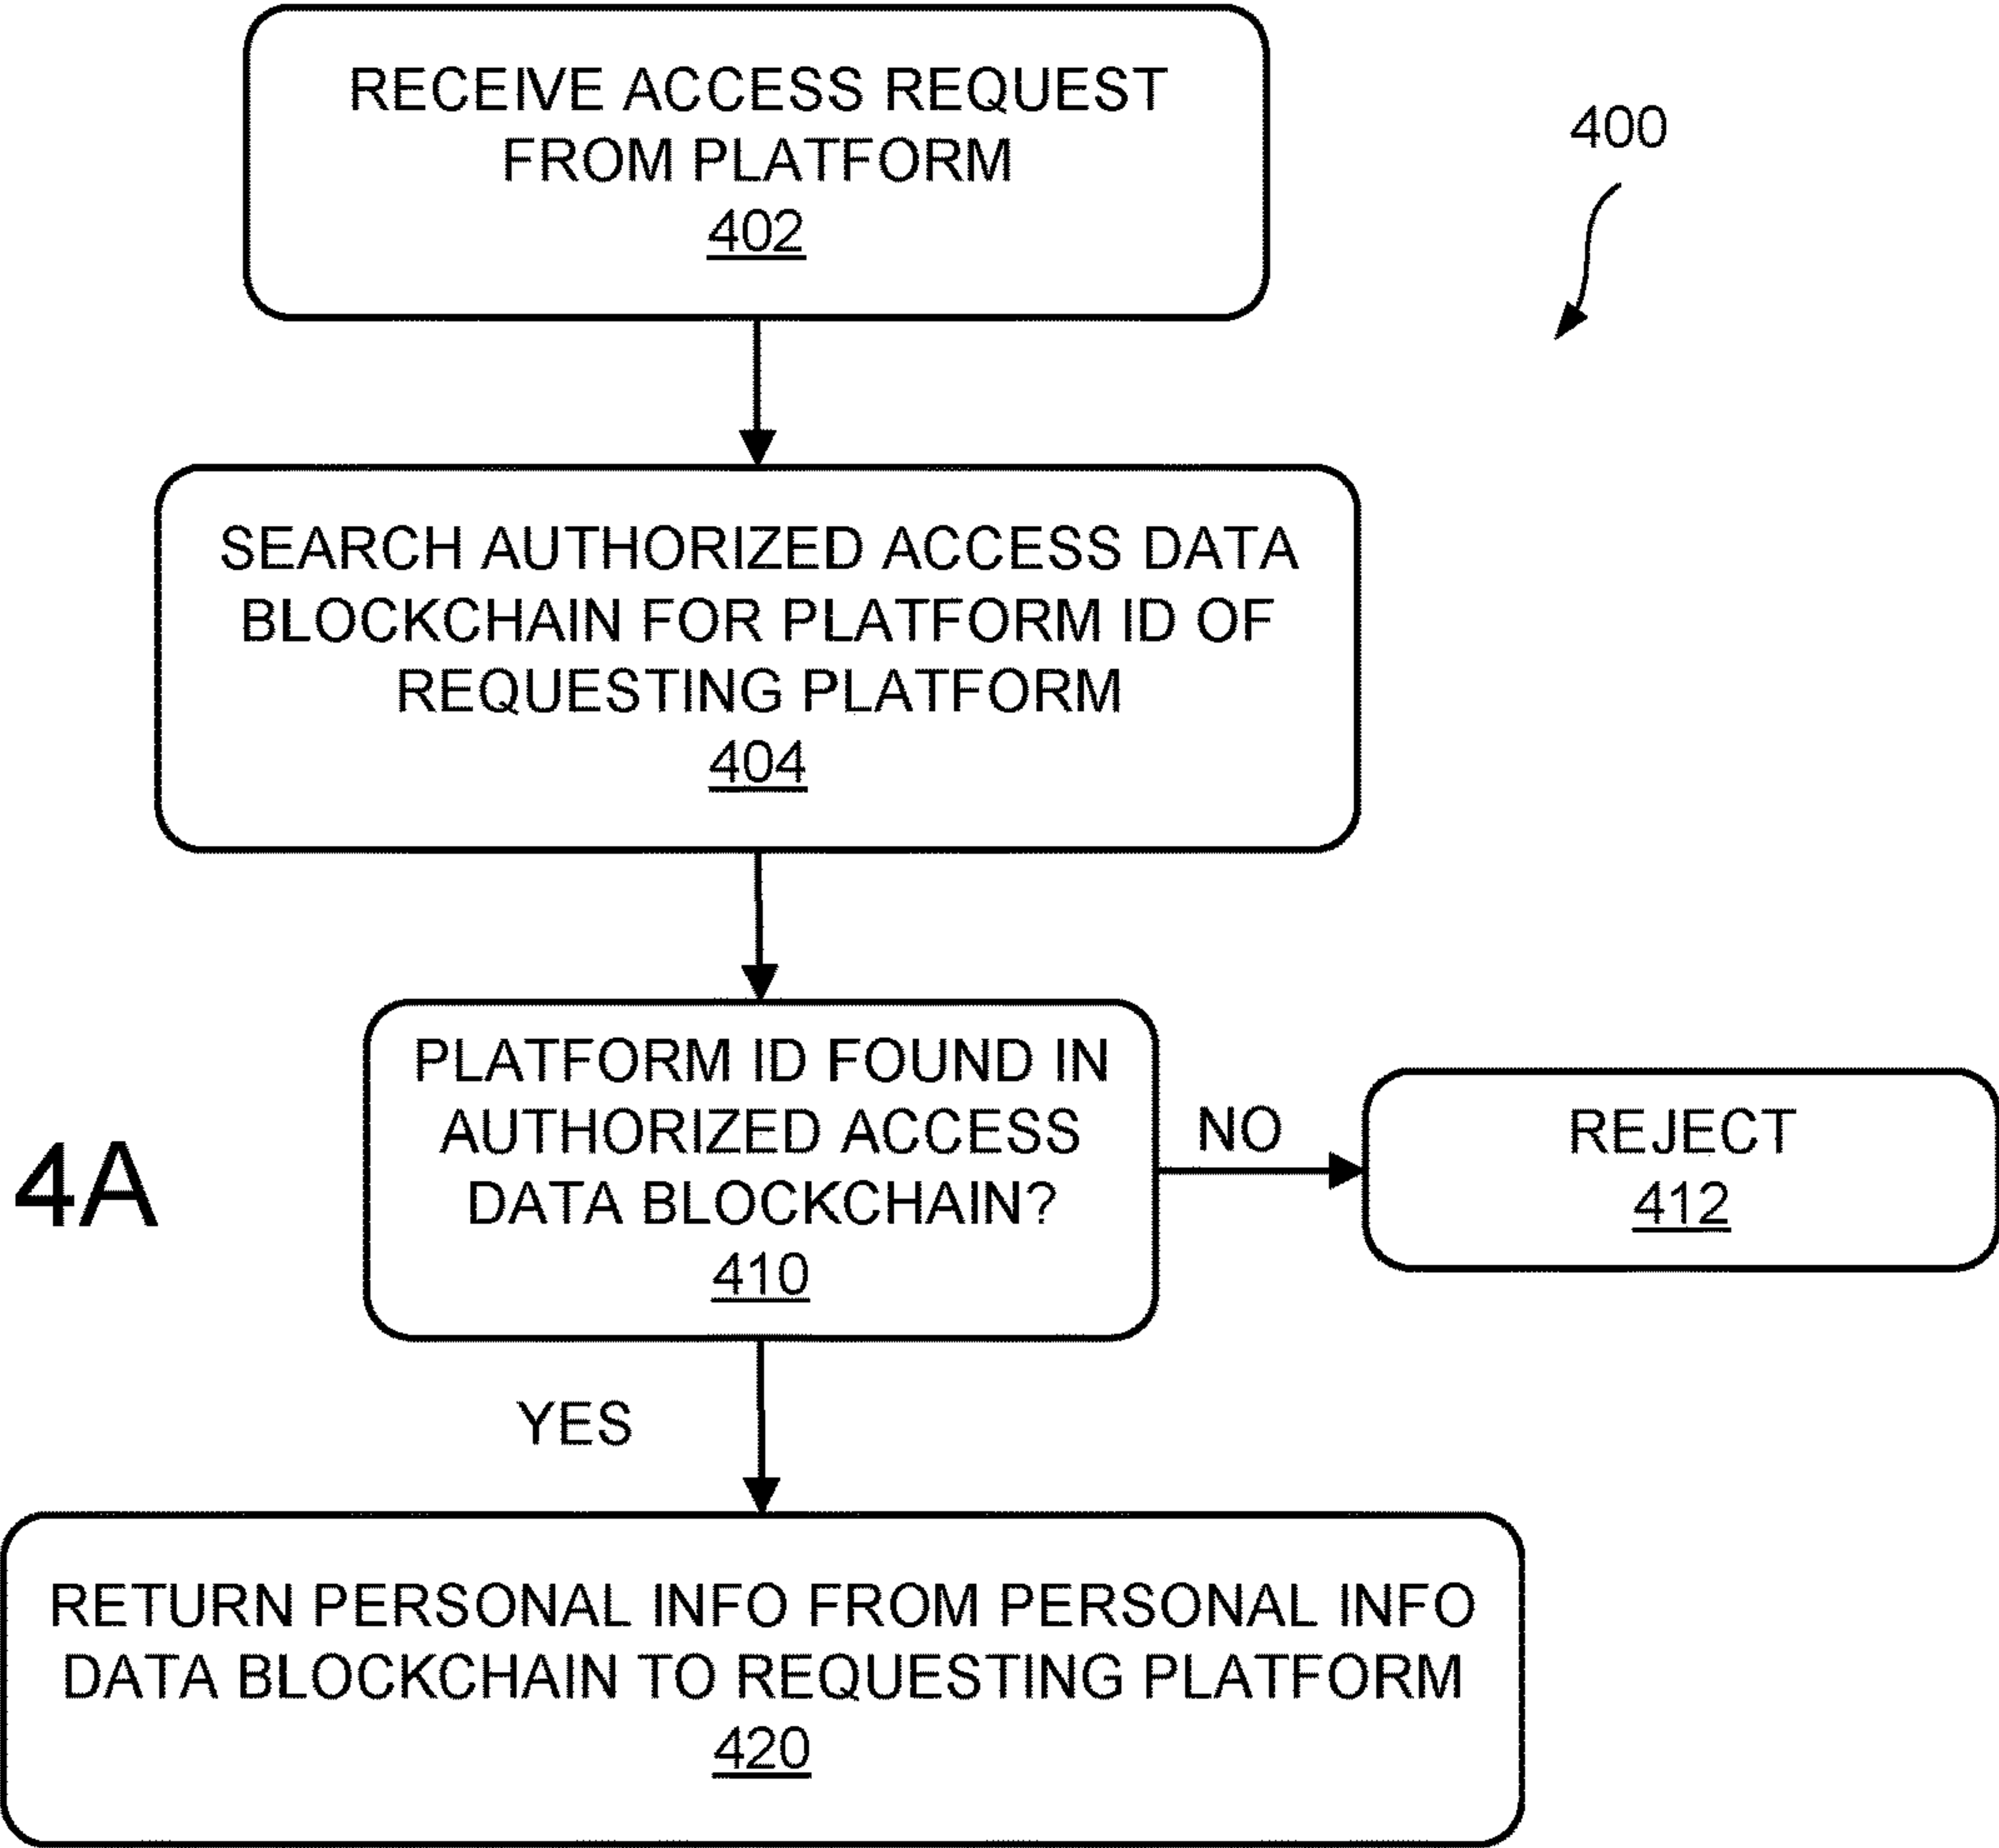 RECEIVE ACCESS REQUEST
FROM PLATFORM
402
400
SEARCH AUTHORIZED ACCESS DATA
BLOCKCHAIN FOR PLATFORM ID OF
REQUESTING PLATFORM
404
PLATFORM ID FOUND IN
AUTHORIZED ACCESS
DATA BLOCKCHAIN?
410
NO
REJECT
412
4A
YES
RETURN PERSONAL INFO FROM PERSONAL INFO
DATA BLOCKCHAIN TO REQUESTING PLATFORM
420